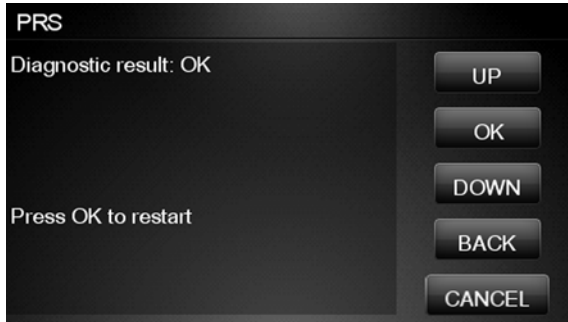 PRS
Diagnostic result: OK
Press OK to restart
UP
OK
DOWN
BACK
CANCEL